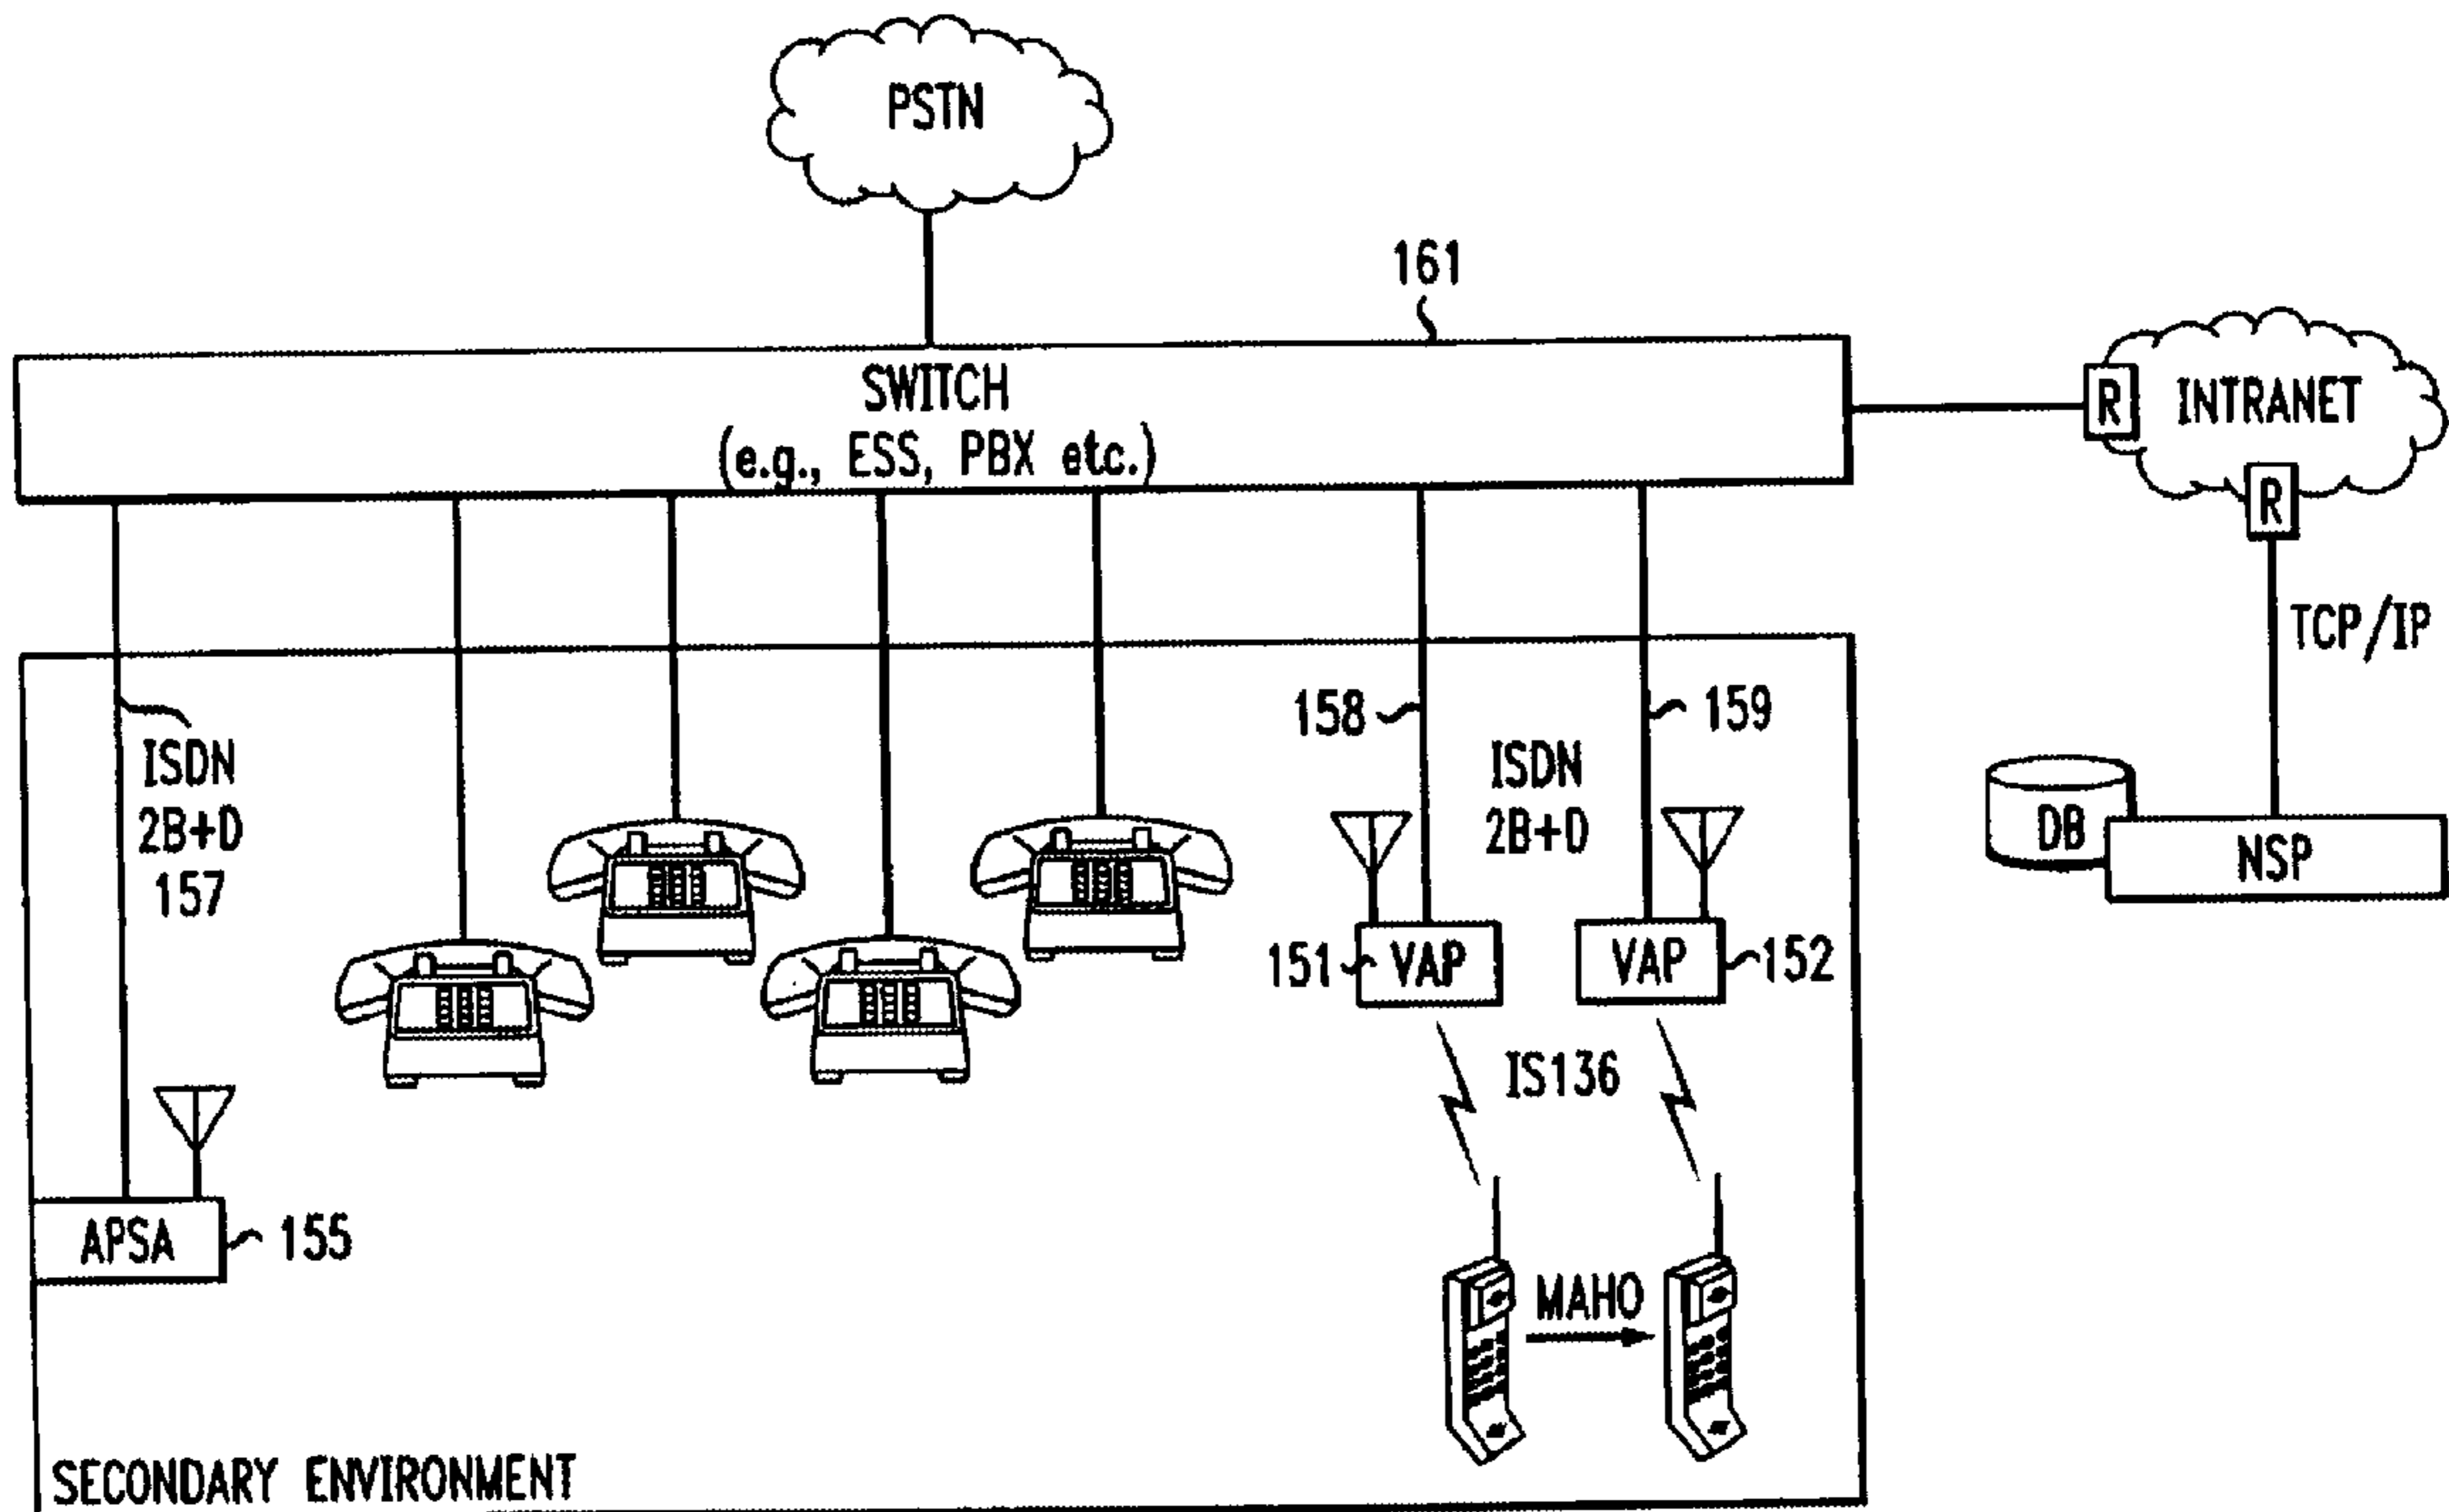 PSTN
161
SWITCH
(e.g., ESS, PBX etc.)
R
INTRANET
R
TCP/IP
ISDN
2B+D
157
158
159
ISDN
2B+D
DB
NSP
151
VAP
VAP
152
IS136
APSA
155
MAHO
SECONDARY ENVIRONMENT